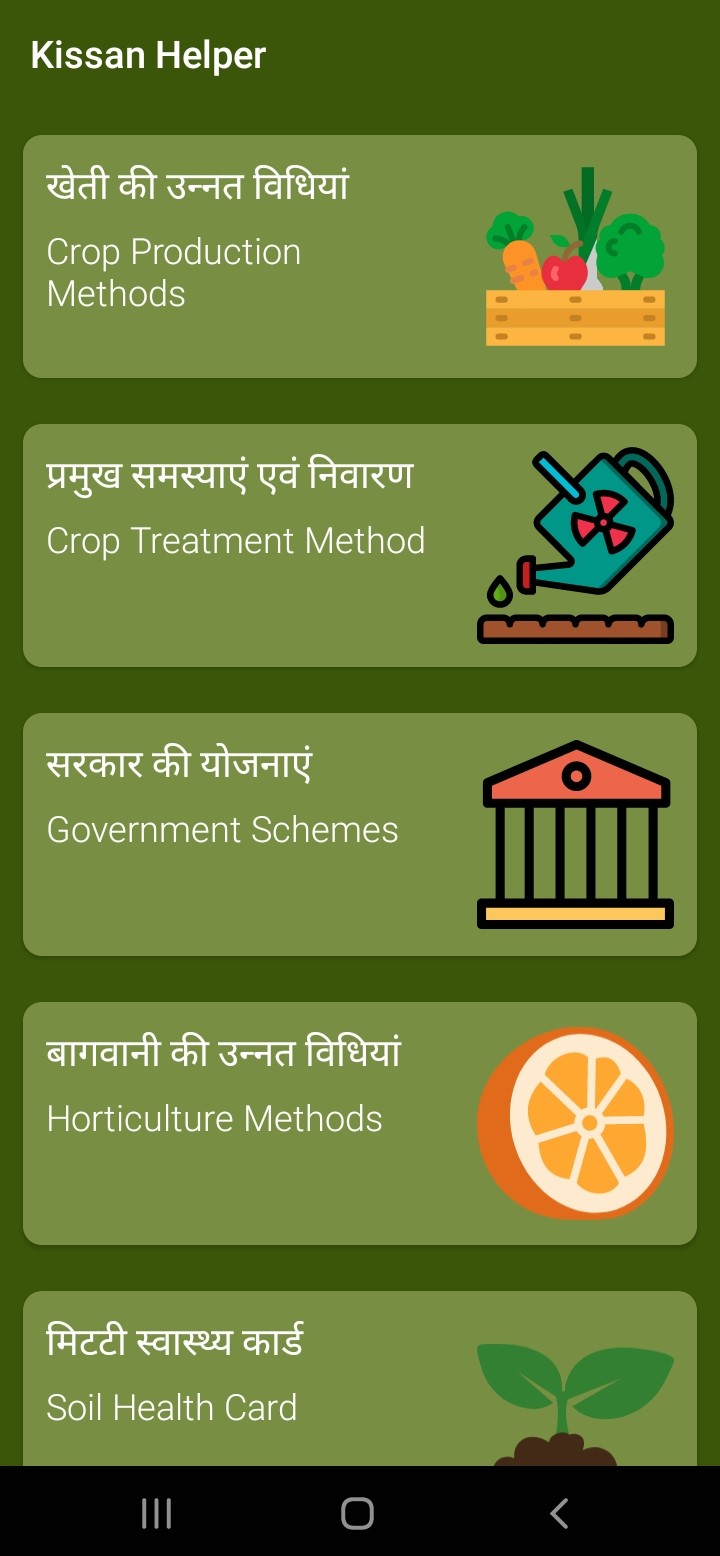 Kissan Helper
खेती की उन्नत विधियां
Crop Production
Methods
प्रमुख समस्याएं एवं निवारण
Crop Treatment Method
सरकार की योजनाएं
Government Schemes
बागवानी की उन्नत विधियां
Horticulture Methods
मिटटी स्वास्थ्य कार्ड
Soil Health Card